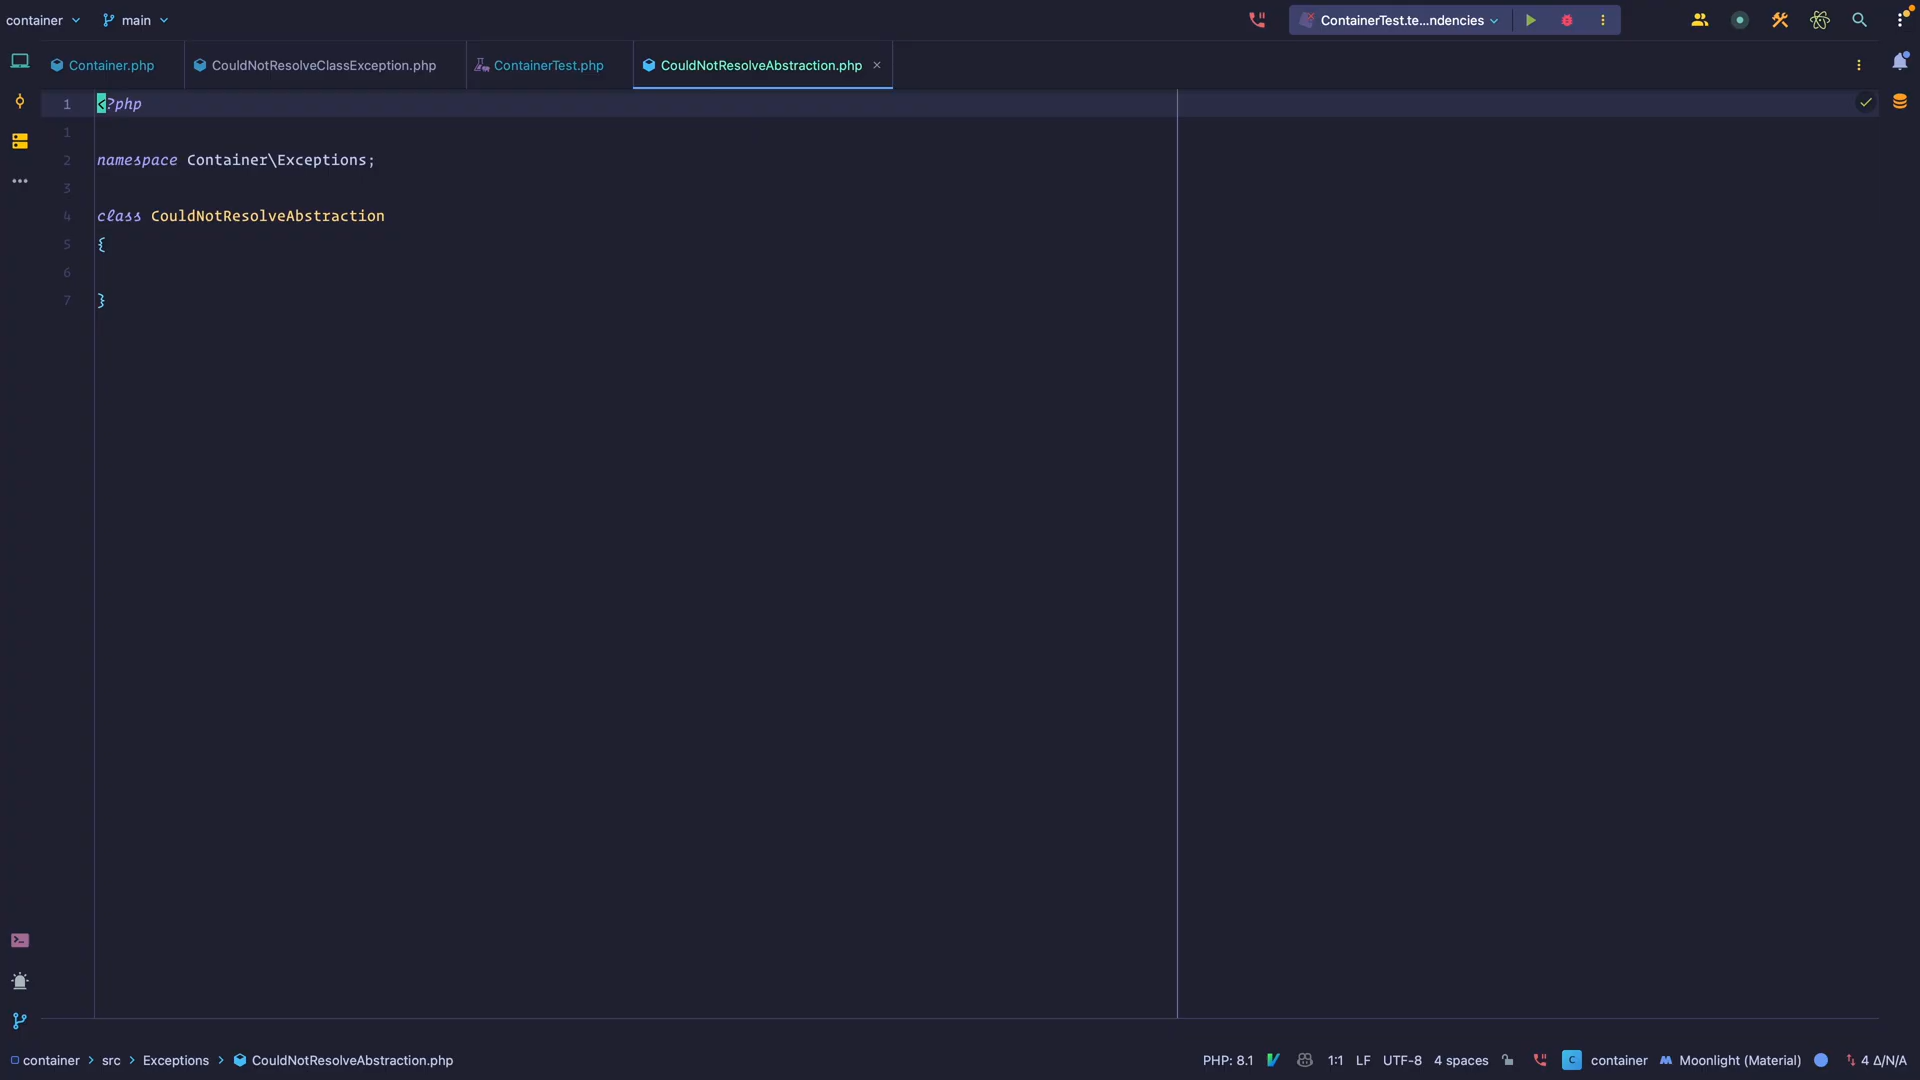 container
main
ContainerTest.te...ndencies
Container.php
CouldNotResolveClassException.php
ContainerTest.php
CouldNotResolveAbstraction.php
1 <?php
1
2 namespace Container\Exceptions;
3
4 class CouldNotResolveAbstraction
5 {
6
7 }
container > src > Exceptions > CouldNotResolveAbstraction.php
PHP: 8.1
1:1
LF
UTF-8
4 spaces
C
container
Moonlight (Material)
4 Δ/N/A